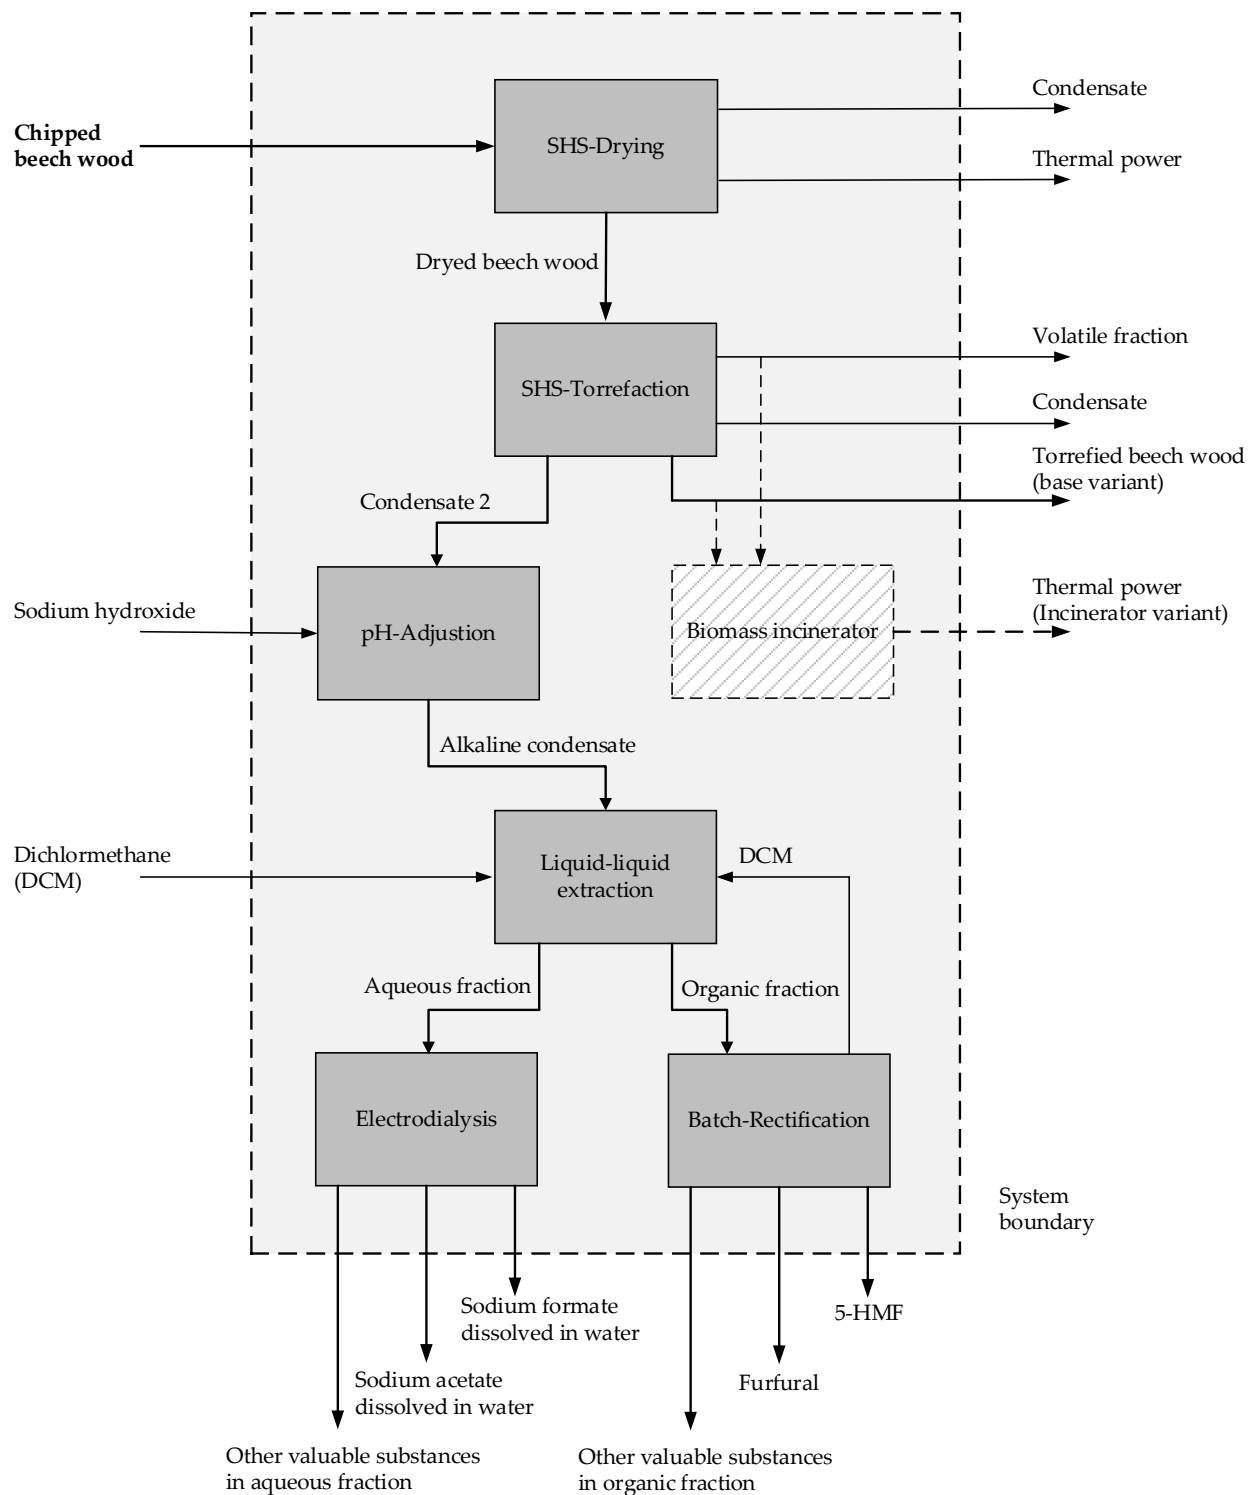 Condensate
Chipped
beech wood
SHS-Drying
Thermal power
Dryed beech wood
Volatile fraction
SHS-Torrefaction
Condensate
Torrefied beech wood
(base variant)
Condensate 2
Sodium hydroxide
pH-Adjustion
Biomass incinerator
Thermal power
(Incinerator variant)
Alkaline condensate
Dichlormethane
(DCM)
Liquid-liquid
extraction
DCM
Aqueous fraction
Organic fraction
Electrodialysis
Batch-Rectification
System
boundary
Sodium formate
dissolved in water
5-HMF
Sodium acetate
dissolved in water
Furfural
Other valuable substances
in aqueous fraction
Other valuable substances
in organic fraction